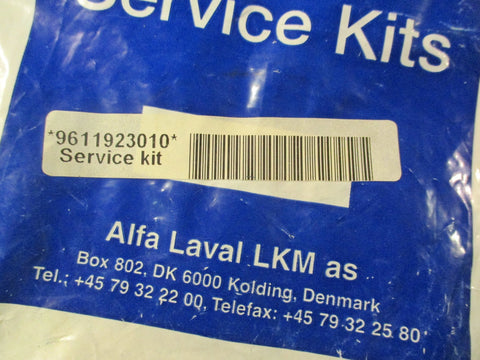 Service Kits
*9611923010*
Service kit
Alfa Laval LKM as
Box 802, DK 6000 Kolding, Denmark
Tel.: +45 79 32 22 00, Telefax: +45 79 32 25 80